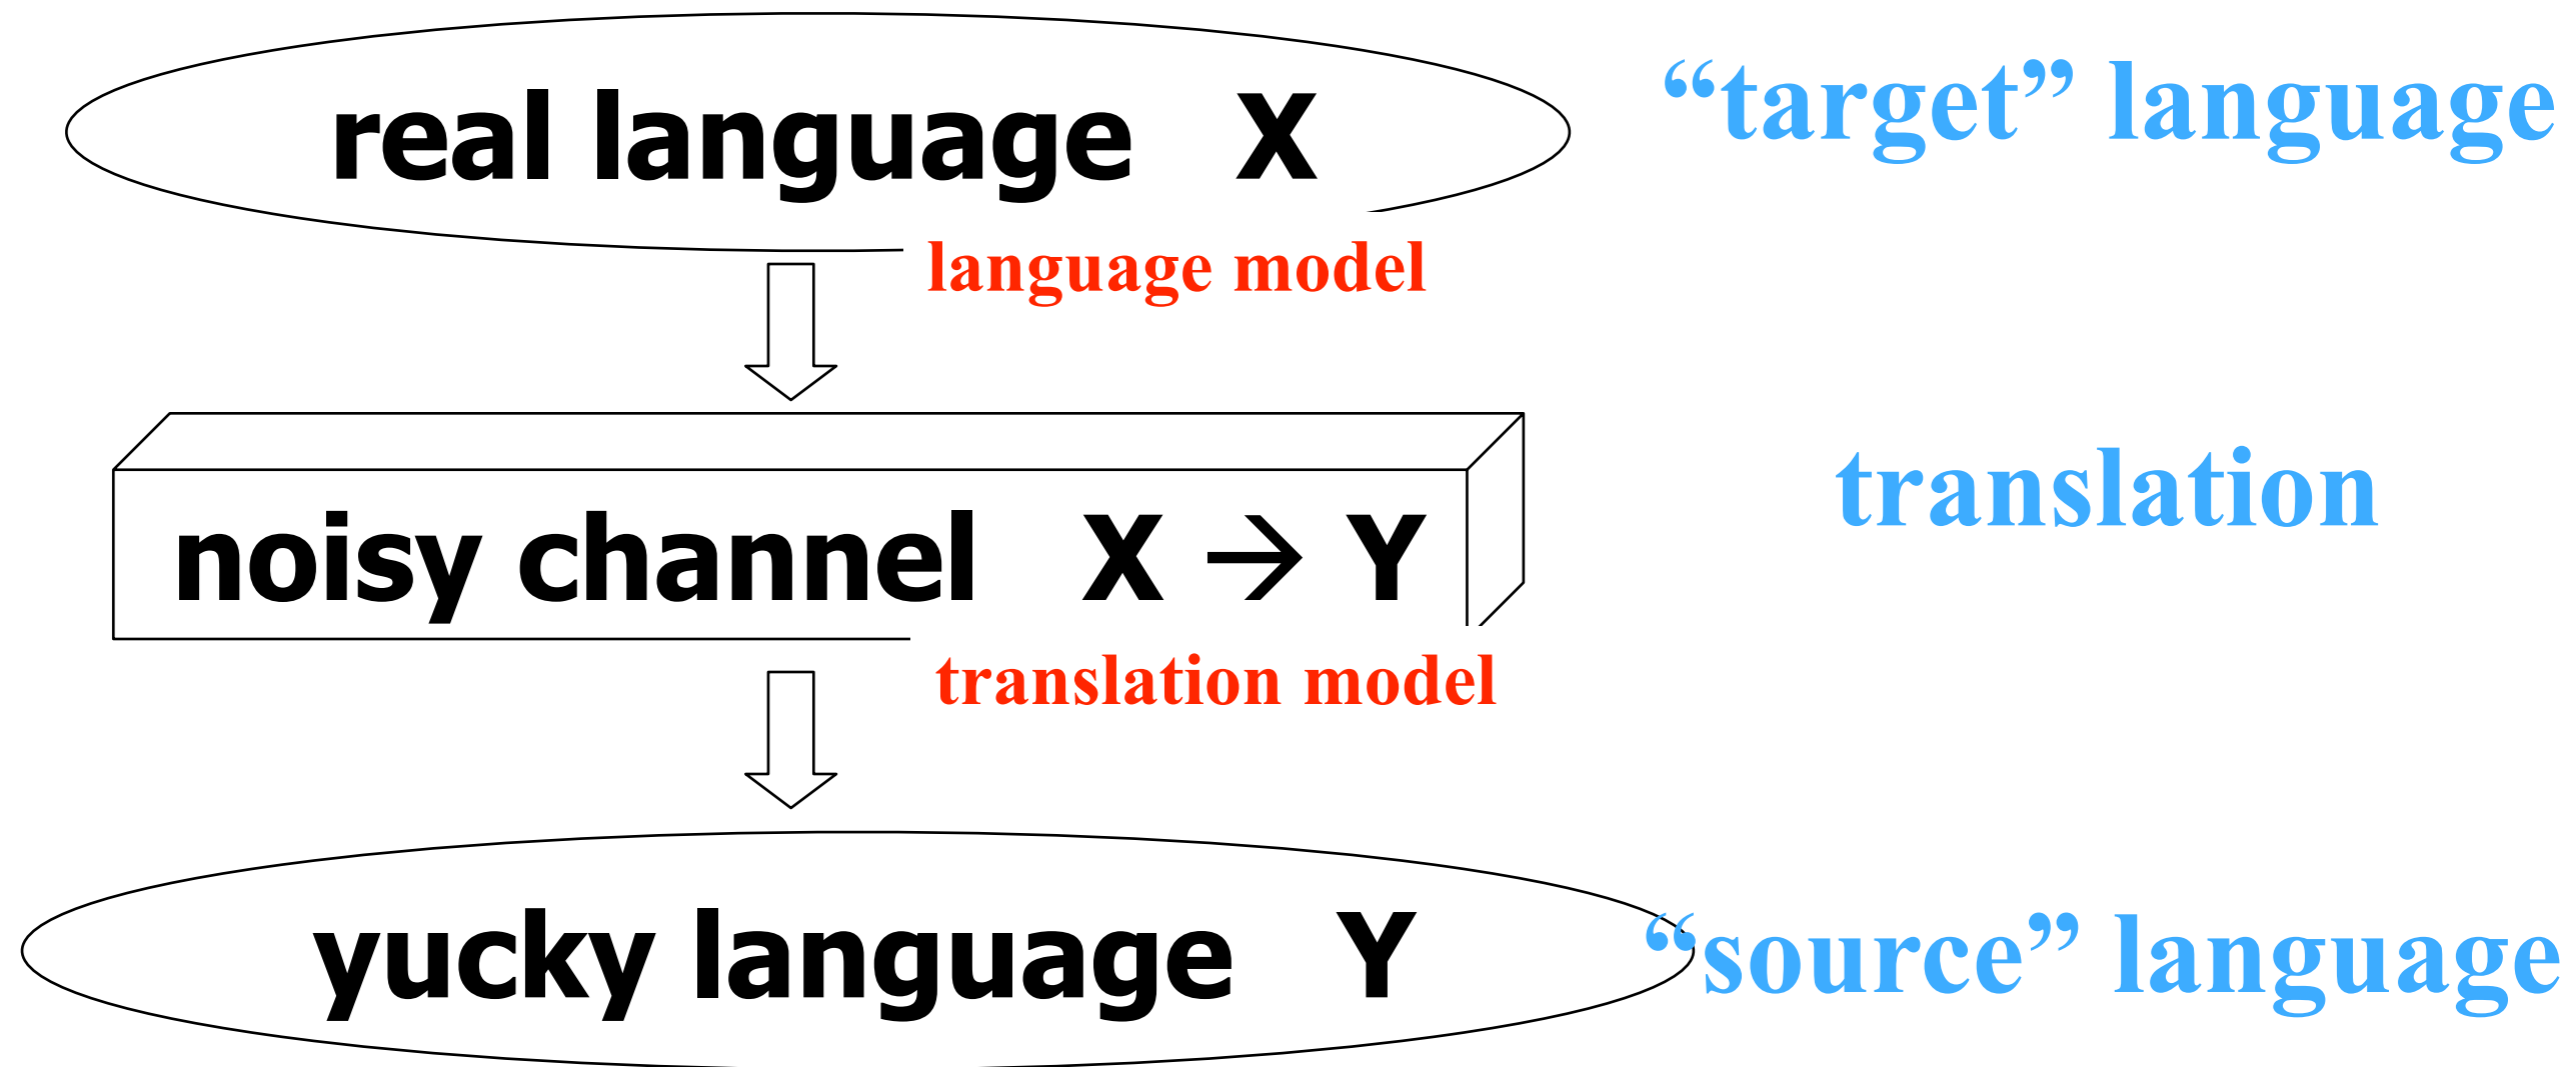 real language X
“target” language
language model
noisy channel X → Y
translation
translation model
yucky language Y
“source” language